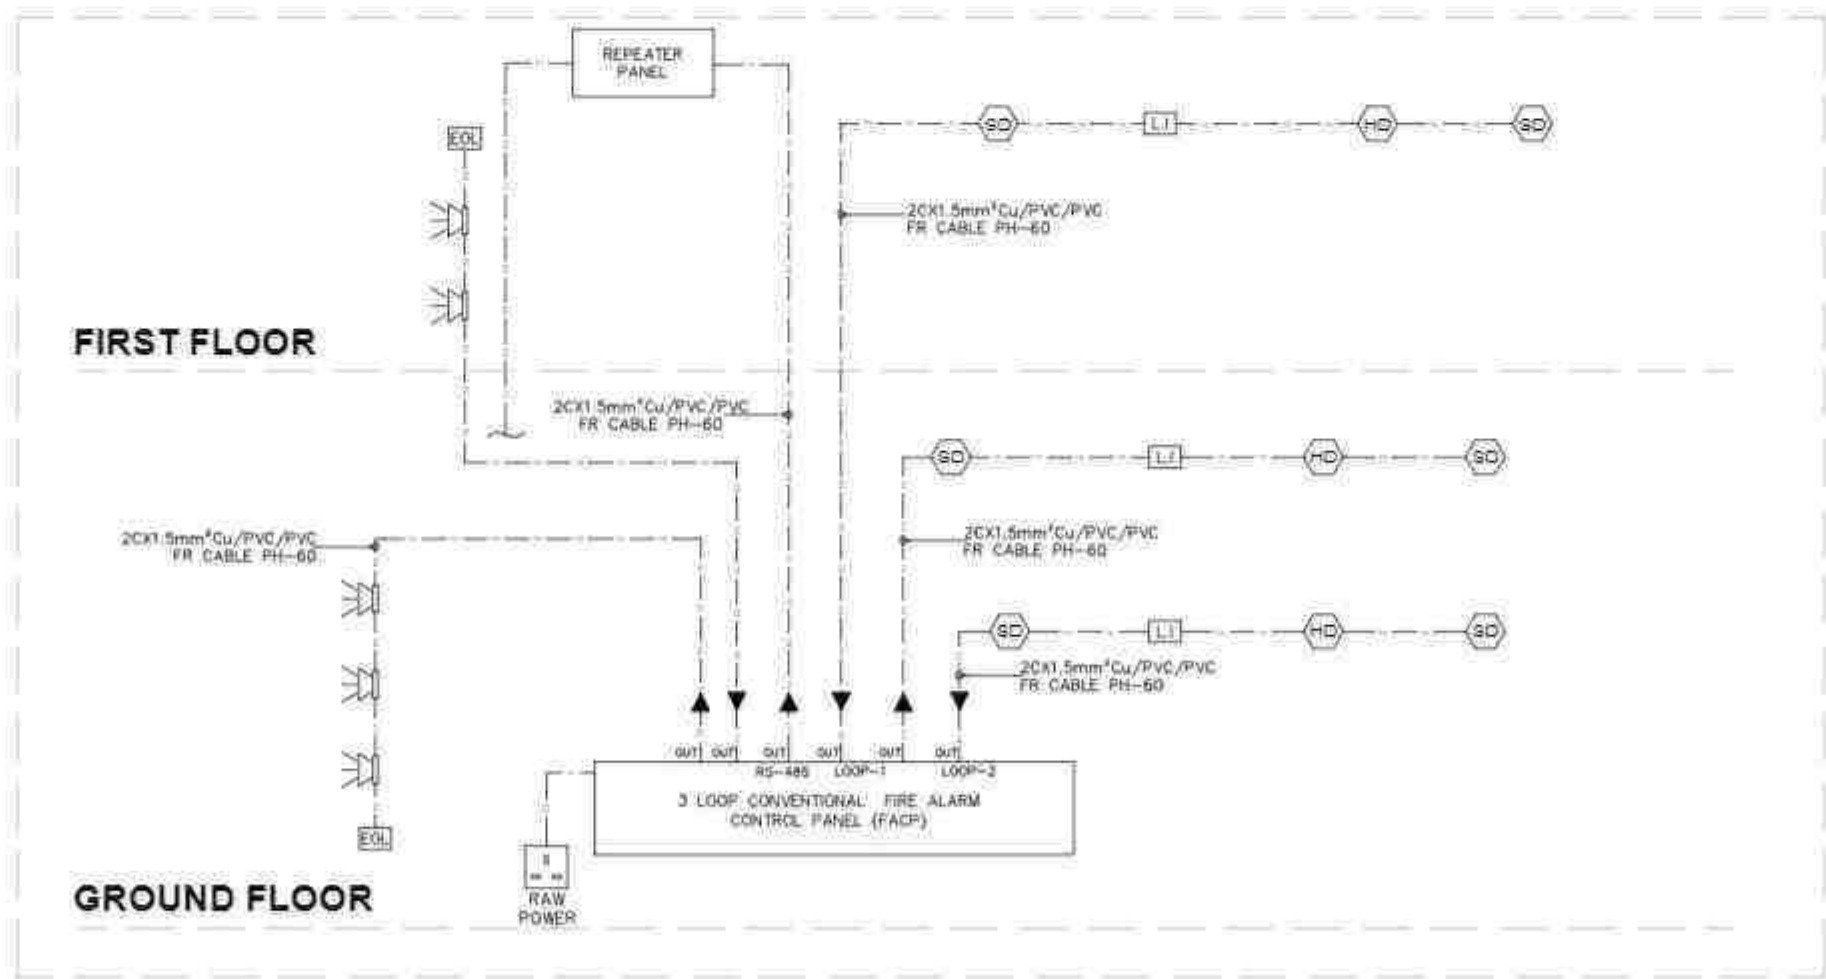 REPEATER
PANEL
SD
LI
HD
SD
EOL
2CX1.5mm²Cu/PVC/PVC
FR CABLE PH-60
FIRST FLOOR
2CX1.5mm²Cu/PVC/PVC
FR CABLE PH-60
SD
LI
HD
SD
2CX1.5mm²Cu/PVC/PVC
FR CABLE PH-60
2CX1.5mm²Cu/PVC/PVC
FR CABLE PH-60
SD
LI
HD
SD
2CX1.5mm²Cu/PVC/PVC
FR CABLE PH-60
OUT OUT OUT OUT OUT OUT
RS-485 LOOP-1 LOOP-2
3 LOOP CONVENTIONAL FIRE ALARM
CONTROL PANEL (FACP)
EOL
RAW
POWER
GROUND FLOOR